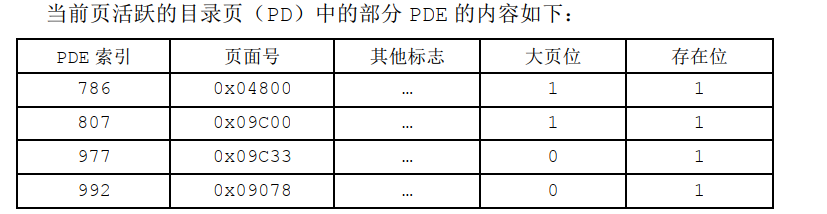 当前页活跃的目录页（PD）中的部分 PDE 的内容如下：
PDE 索引 页面号 其他标志 大页位 存在位
786 0x04800 … 1 1
807 0x09C00 … 1 1
977 0x09C33 … 0 1
992 0x09078 … 0 1